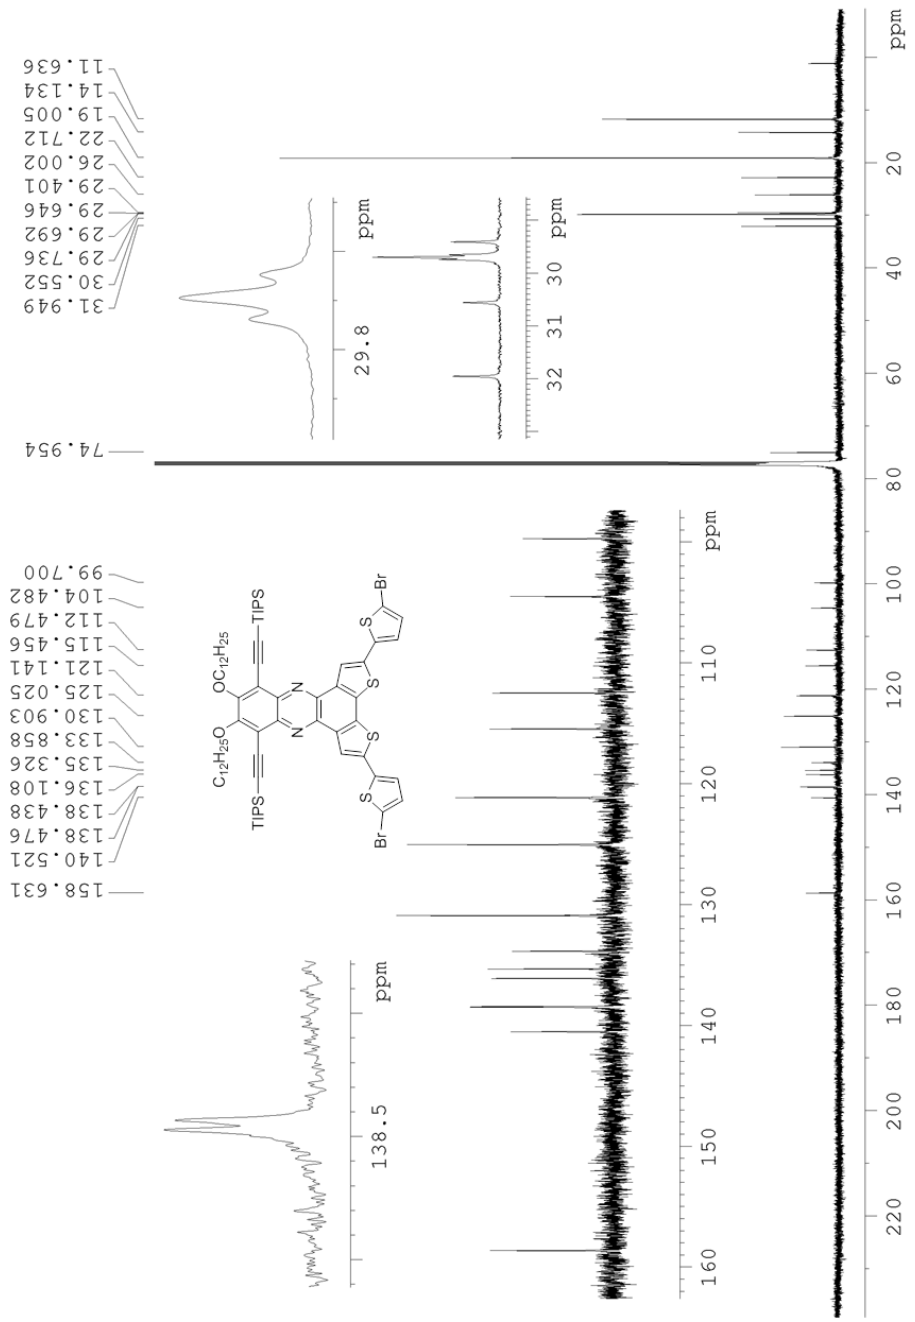 158.631
140.521
138.476
138.438
136.108
135.326
133.858
130.903
125.025
121.141
115.456
112.479
104.482
99.700
74.954
31.949
30.552
29.736
29.692
29.646
29.401
26.002
22.712
19.005
14.134
11.636
C12H25O
OC12H25
TIPS
TIPS
N
N
S
S
S
S
Br
Br
138.5 ppm
29.8 ppm
160 150 140 130 120 110 ppm
32 31 30 ppm
220 200 180 160 140 120 100 80 60 40 20 ppm